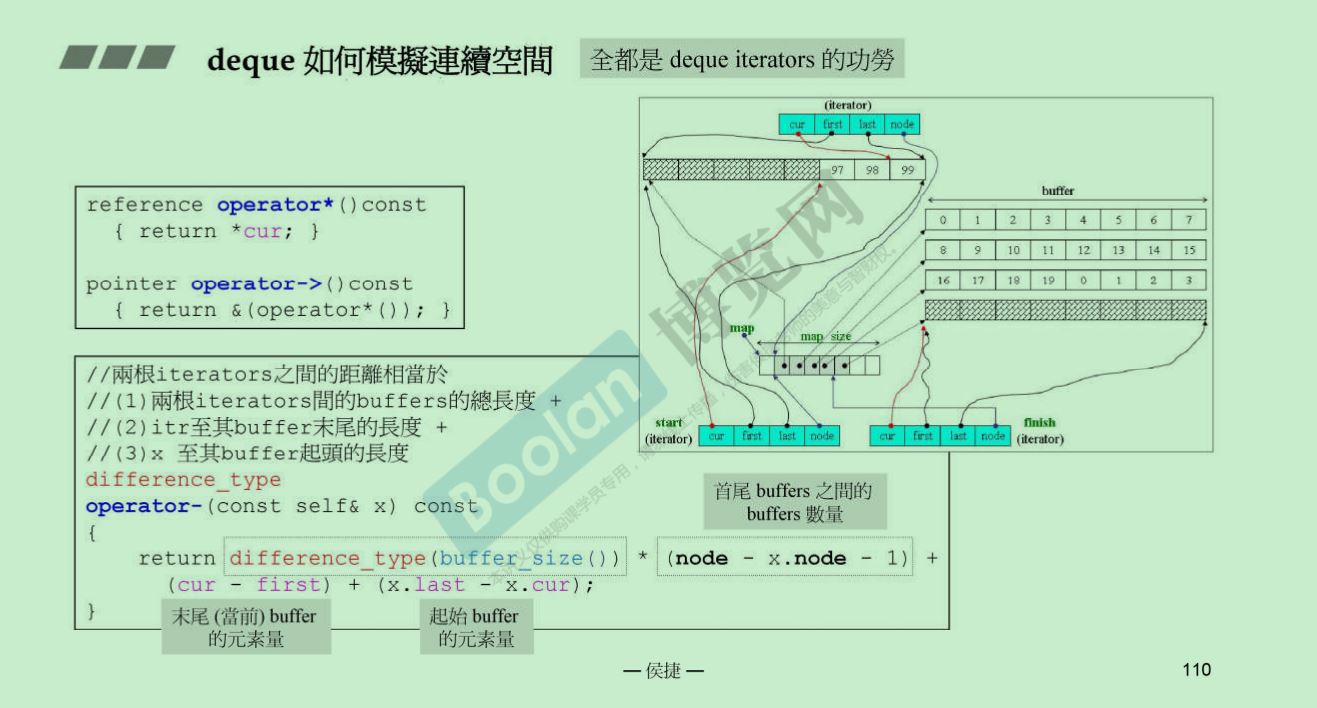 deque 如何模擬連續空間
全都是 deque iterators 的功勞
reference operator*()const
{ return *cur; }
pointer operator->()const
{ return &(operator*()); }
(iterator)
cur first last node
97 98 99
buffer
0 1 2 3 4 5 6 7
8 9 10 11 12 13 14 15
16 17 18 19 0 1 2 3
map
map size
start
(iterator)
cur first last node
cur first last node
finish
(iterator)
//兩根iterators之間的距離相當於
//(1)兩根iterators間的buffers的總長度 +
//(2)itr至其buffer末尾的長度 +
//(3)x 至其buffer起頭的長度
difference_type
operator-(const self& x) const
{
return difference_type(buffer_size()) * (node - x.node - 1) +
(cur - first) + (x.last - x.cur);
}
首尾 buffers 之間的
buffers 數量
末尾 (當前) buffer
的元素量
起始 buffer
的元素量
Boolan
博览网
— 侯捷 —
110